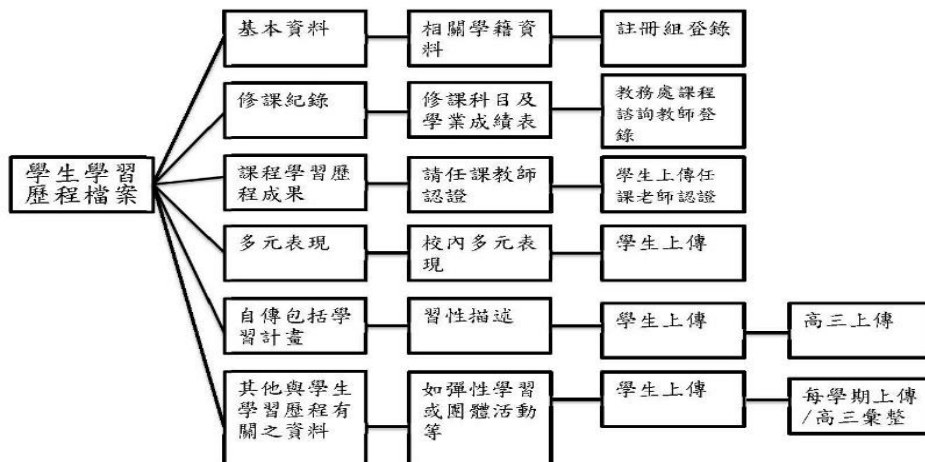 學生學習
歷程檔案
基本資料
相關學籍資
料
註冊組登錄
修課紀錄
修課科目及
學業成績表
教務處課程
諮詢教師登
錄
課程學習歷
程成果
請任課教師
認證
學生上傳任
課老師認證
多元表現
校內多元表
現
學生上傳
自傳包括學
習計畫
習性描述
學生上傳
高三上傳
其他與學生
學習歷程有
關之資料
如彈性學習
或團體活動
等
學生上傳
每學期上傳
/高三彙整